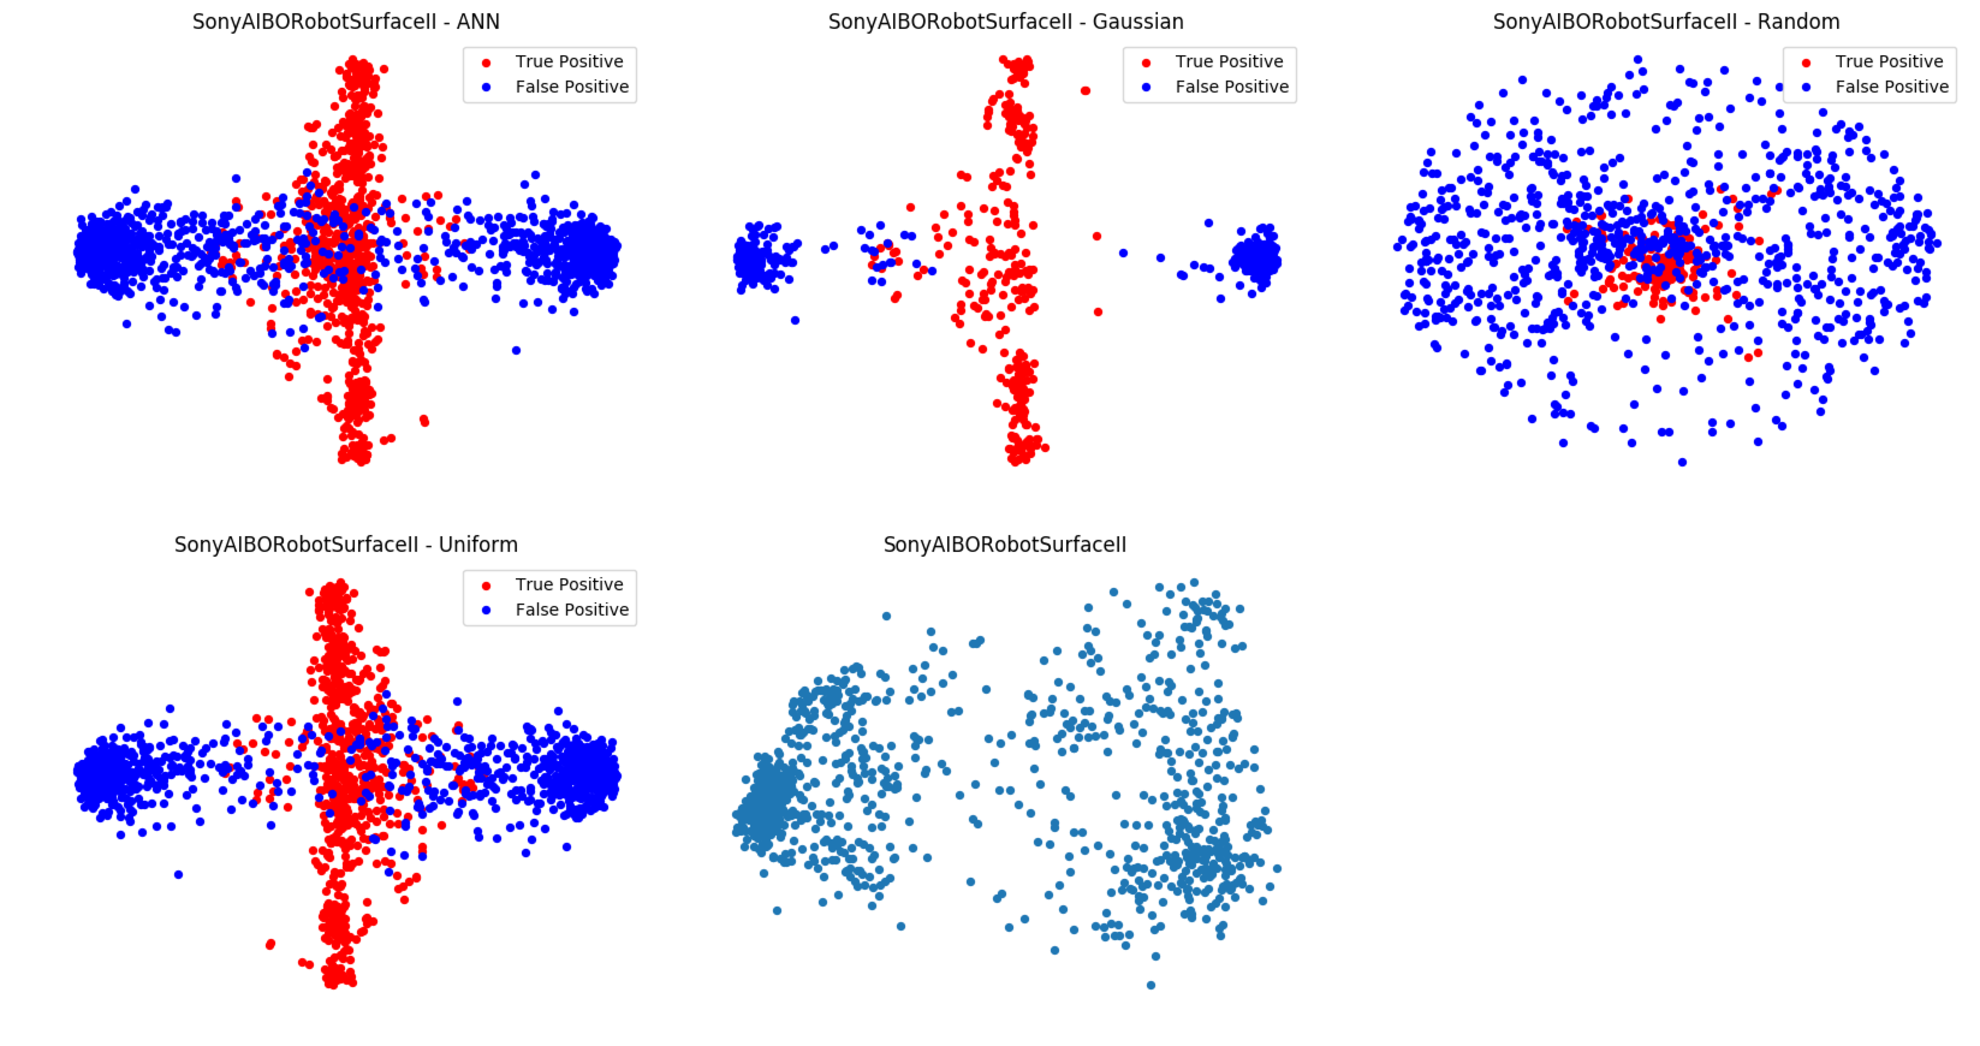 SonyAIBORobotSurfaceII - ANN
True Positive
False Positive
SonyAIBORobotSurfaceII - Gaussian
True Positive
False Positive
SonyAIBORobotSurfaceII - Random
True Positive
False Positive
SonyAIBORobotSurfaceII - Uniform
True Positive
False Positive
SonyAIBORobotSurfaceII